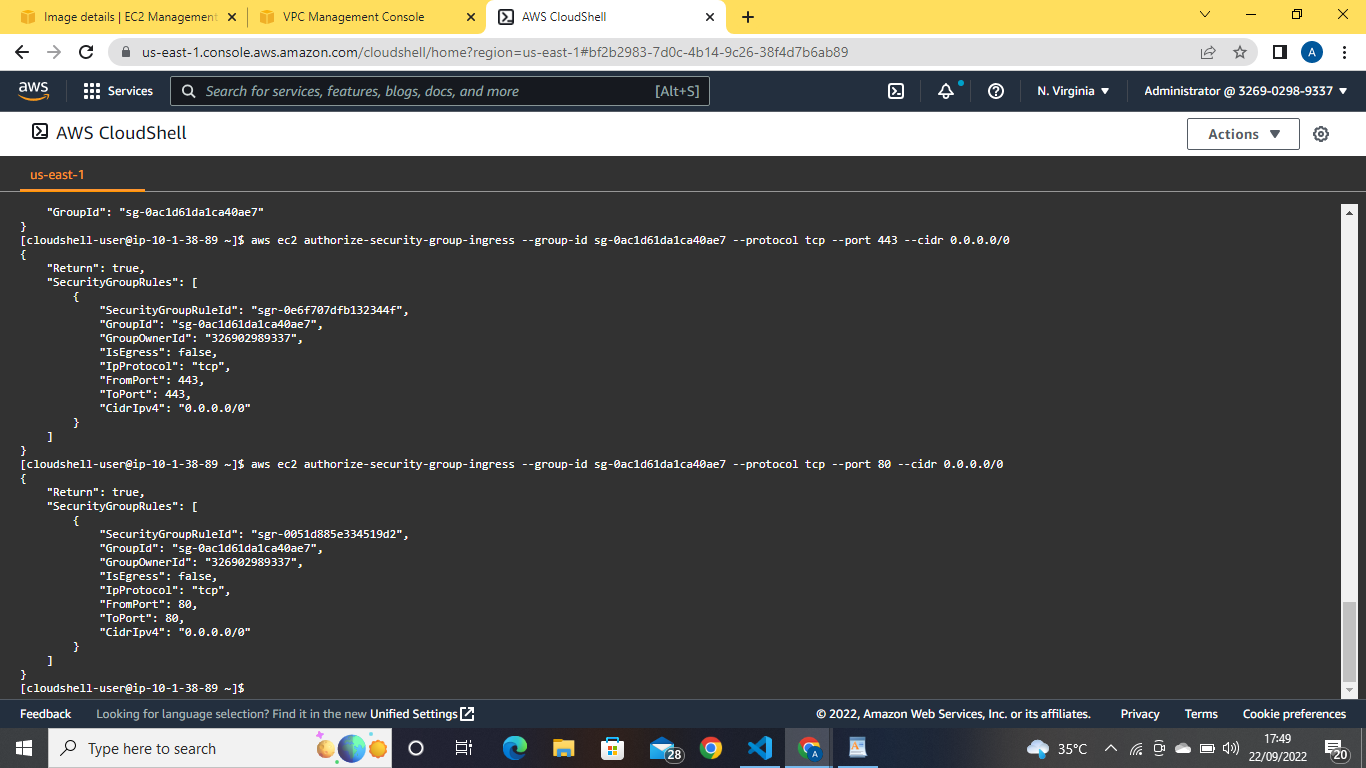 Image details | EC2 Management
VPC Management Console
AWS CloudShell
us-east-1.console.aws.amazon.com/cloudshell/home?region=us-east-1#bf2b2983-7d0c-4b14-9c26-38f4d7b6ab89
A
aws
Services
Search for services, features, blogs, docs, and more
[Alt+S]
N. Virginia
Administrator @ 3269-0298-9337
AWS CloudShell
Actions
us-east-1
"GroupId": "sg-0ac1d61da1ca40ae7"
}
[cloudshell-user@ip-10-1-38-89 ~]$ aws ec2 authorize-security-group-ingress --group-id sg-0ac1d61da1ca40ae7 --protocol tcp --port 443 --cidr 0.0.0.0/0
{
"Return": true,
"SecurityGroupRules": [
{
"SecurityGroupRuleId": "sgr-0e6f707dfb132344f",
"GroupId": "sg-0ac1d61da1ca40ae7",
"GroupOwnerId": "326902989337",
"IsEgress": false,
"IpProtocol": "tcp",
"FromPort": 443,
"ToPort": 443,
"CidrIpv4": "0.0.0.0/0"
}
]
}
[cloudshell-user@ip-10-1-38-89 ~]$ aws ec2 authorize-security-group-ingress --group-id sg-0ac1d61da1ca40ae7 --protocol tcp --port 80 --cidr 0.0.0.0/0
{
"Return": true,
"SecurityGroupRules": [
{
"SecurityGroupRuleId": "sgr-0051d885e334519d2",
"GroupId": "sg-0ac1d61da1ca40ae7",
"GroupOwnerId": "326902989337",
"IsEgress": false,
"IpProtocol": "tcp",
"FromPort": 80,
"ToPort": 80,
"CidrIpv4": "0.0.0.0/0"
}
]
}
[cloudshell-user@ip-10-1-38-89 ~]$
Feedback
Looking for language selection? Find it in the new Unified Settings
© 2022, Amazon Web Services, Inc. or its affiliates.
Privacy
Terms
Cookie preferences
Type here to search
28
A
35°C
17:49
22/09/2022
20